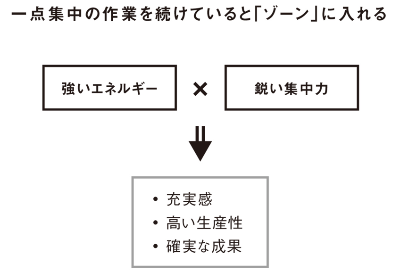 一点集中の作業を続けていると「ゾーン」に入れる
強いエネルギー × 鋭い集中力
• 充実感
• 高い生産性
• 確実な成果